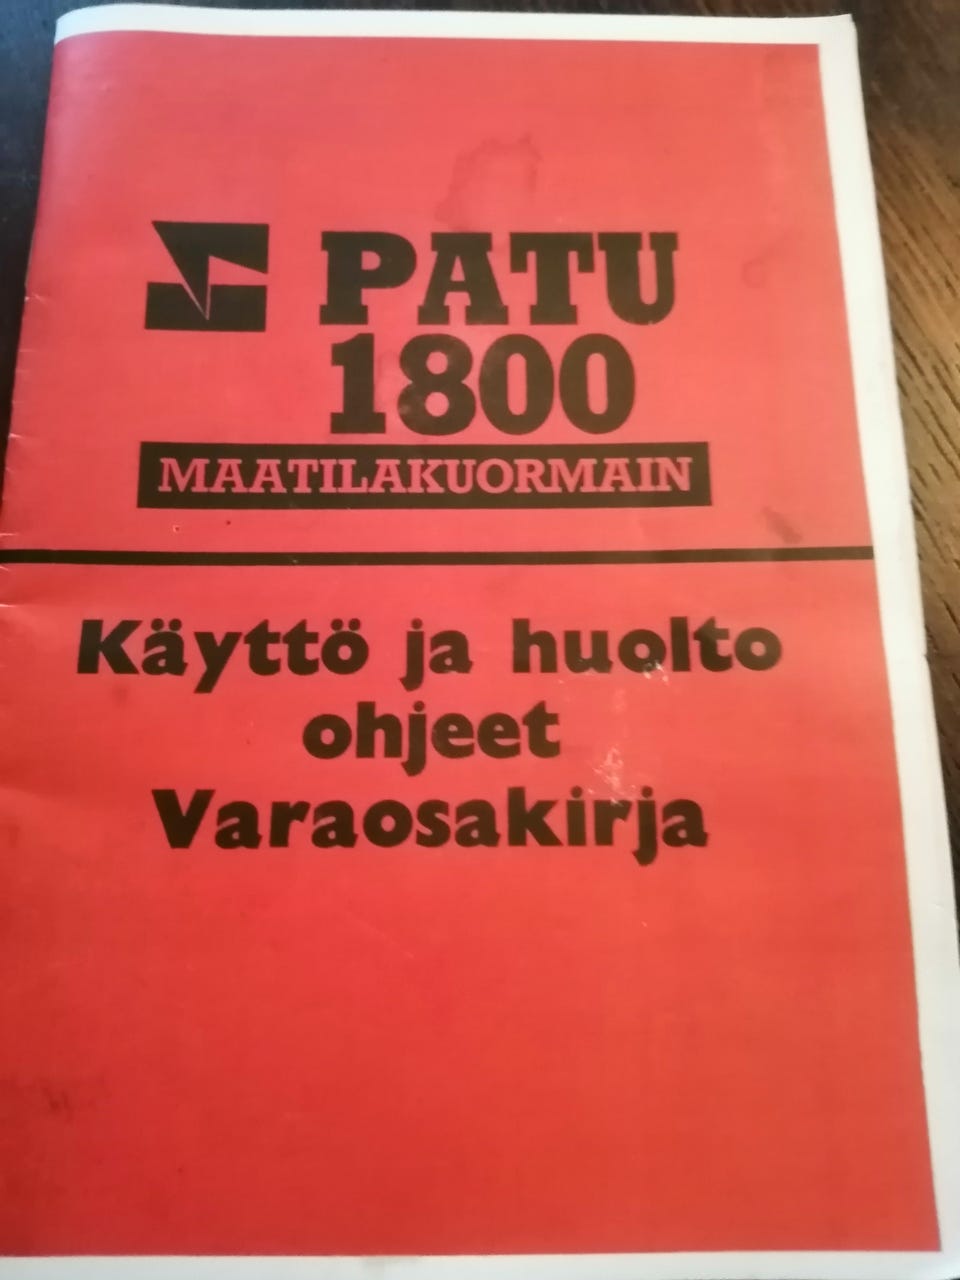 PATU
1800
MAATILAKUORMAIN
Käyttö ja huolto
ohjeet
Varaosakirja